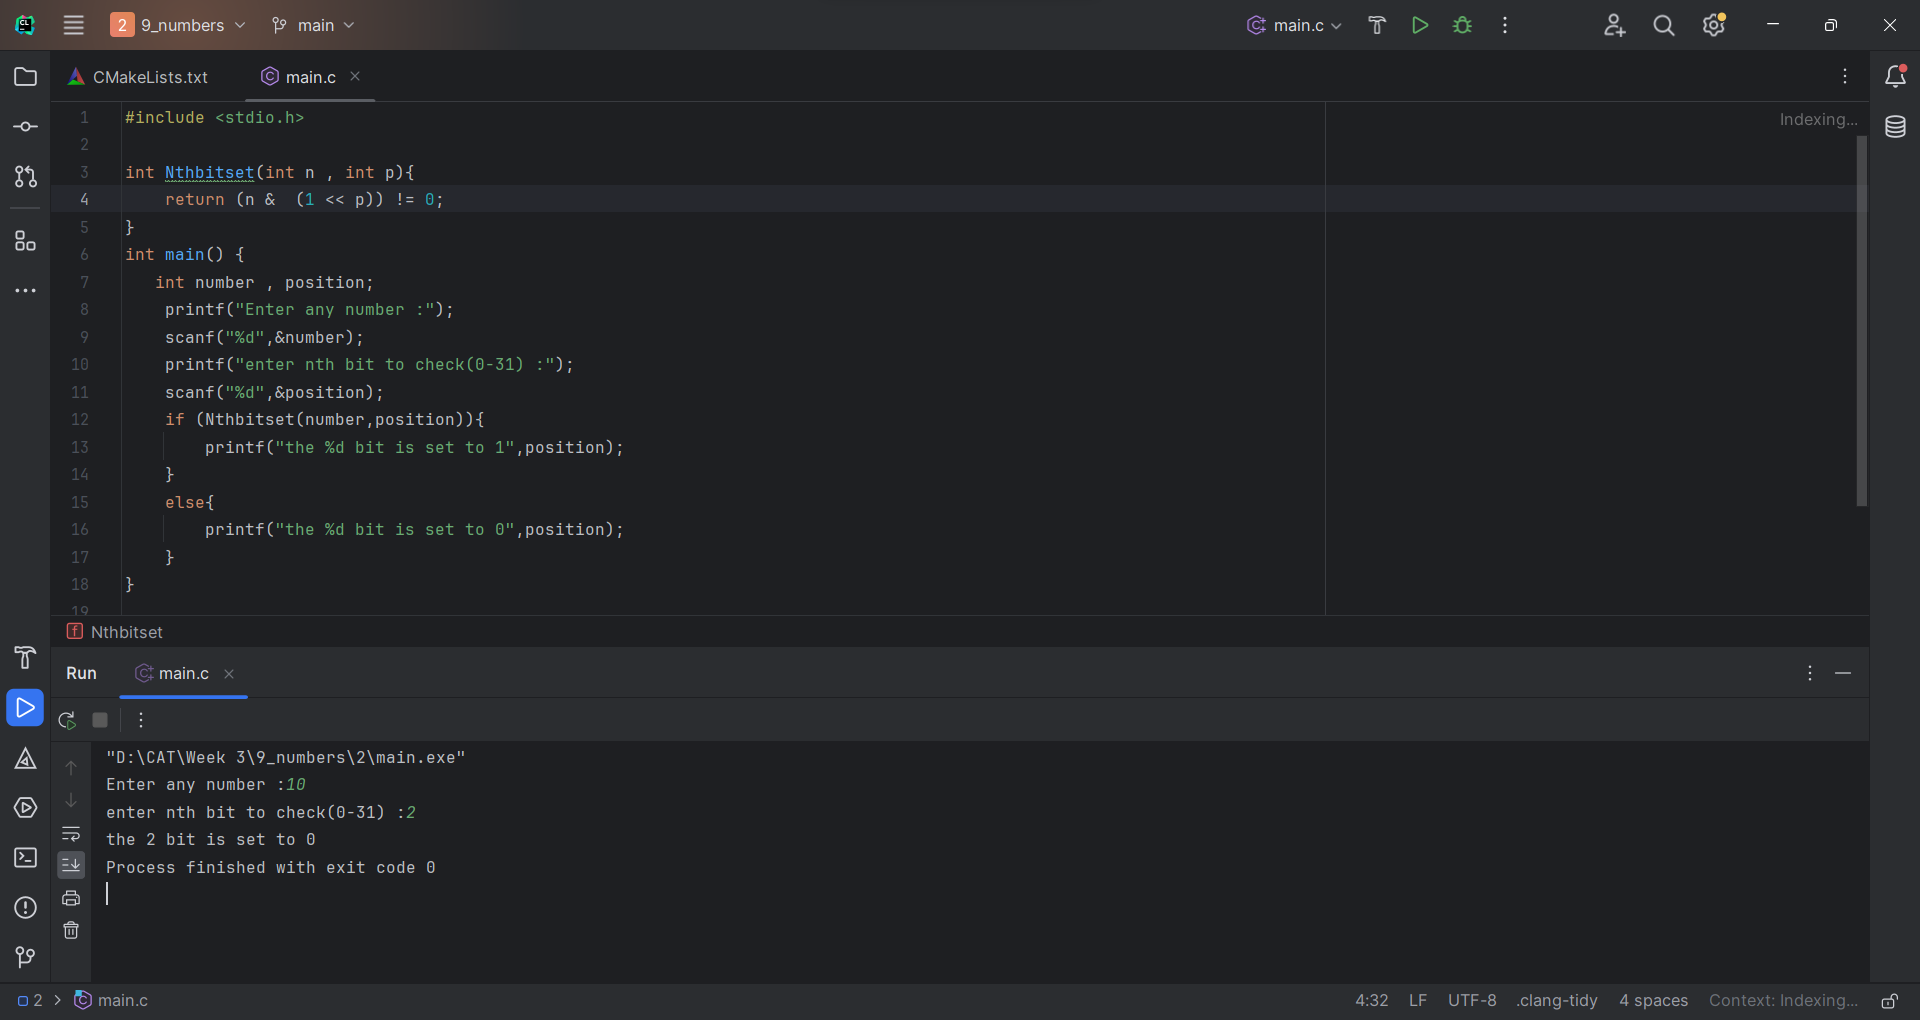 2 9_numbers main main.c
CMakeLists.txt main.c
Indexing...
1 #include <stdio.h>
2
3 int Nthbitset(int n , int p){
4 return (n & (1 << p)) != 0;
5 }
6 int main() {
7 int number , position;
8 printf("Enter any number :");
9 scanf("%d",&number);
10 printf("enter nth bit to check(0-31) :");
11 scanf("%d",&position);
12 if (Nthbitset(number,position)){
13 printf("the %d bit is set to 1",position);
14 }
15 else{
16 printf("the %d bit is set to 0",position);
17 }
18 }
19
f Nthbitset
Run main.c
"D:\CAT\Week 3\9_numbers\2\main.exe"
Enter any number :10
enter nth bit to check(0-31) :2
the 2 bit is set to 0
Process finished with exit code 0
2 > main.c 4:32 LF UTF-8 .clang-tidy 4 spaces Context: Indexing...